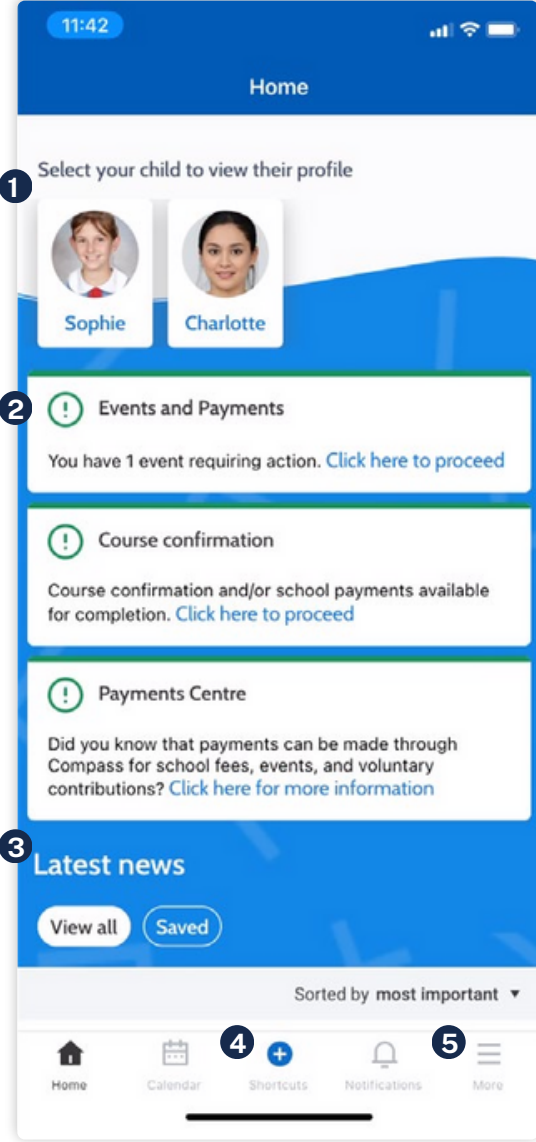 11:42
Home
1
Select your child to view their profile
Sophie
Charlotte
2
Events and Payments
You have 1 event requiring action. Click here to proceed
Course confirmation
Course confirmation and/or school payments available
for completion. Click here to proceed
Payments Centre
Did you know that payments can be made through
Compass for school fees, events, and voluntary
contributions? Click here for more information
3
Latest news
View all
Saved
Sorted by most important
4
5
Home
Calendar
Shortcuts
Notifications
More